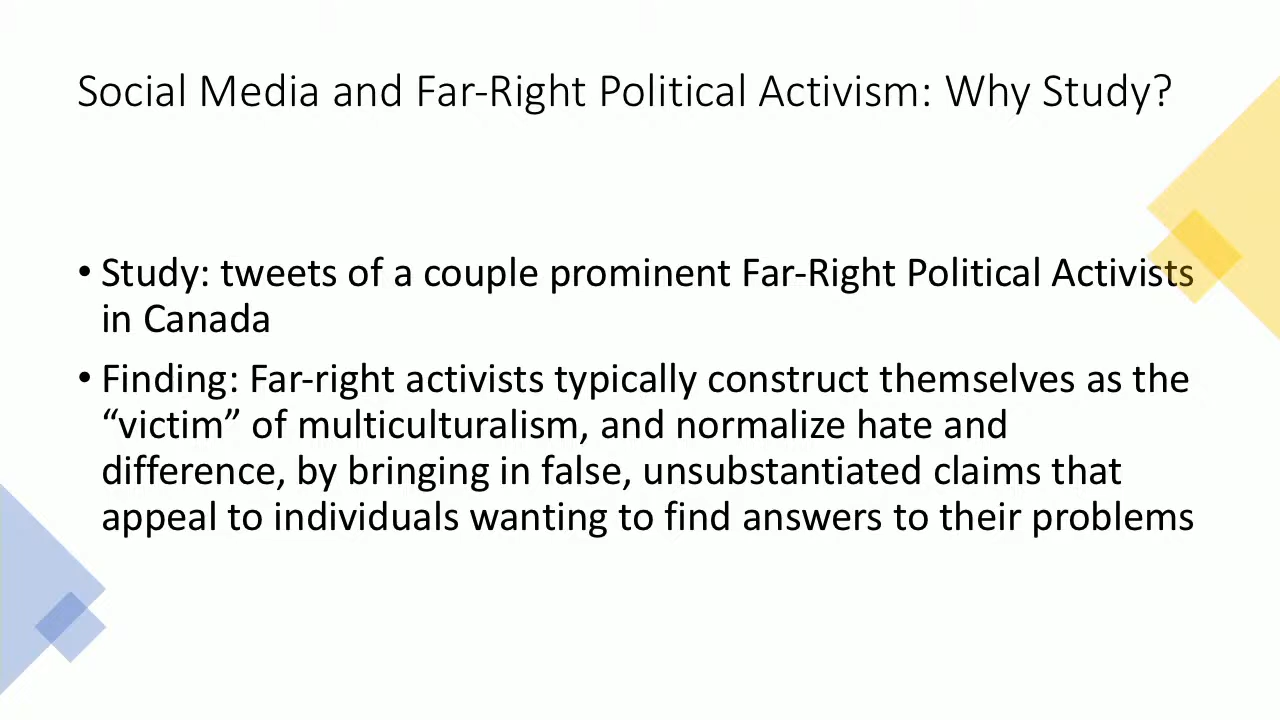 Social Media and Far-Right Political Activism: Why Study?
• Study: tweets of a couple prominent Far-Right Political Activists
in Canada
• Finding: Far-right activists typically construct themselves as the
“victim” of multiculturalism, and normalize hate and
difference, by bringing in false, unsubstantiated claims that
appeal to individuals wanting to find answers to their problems